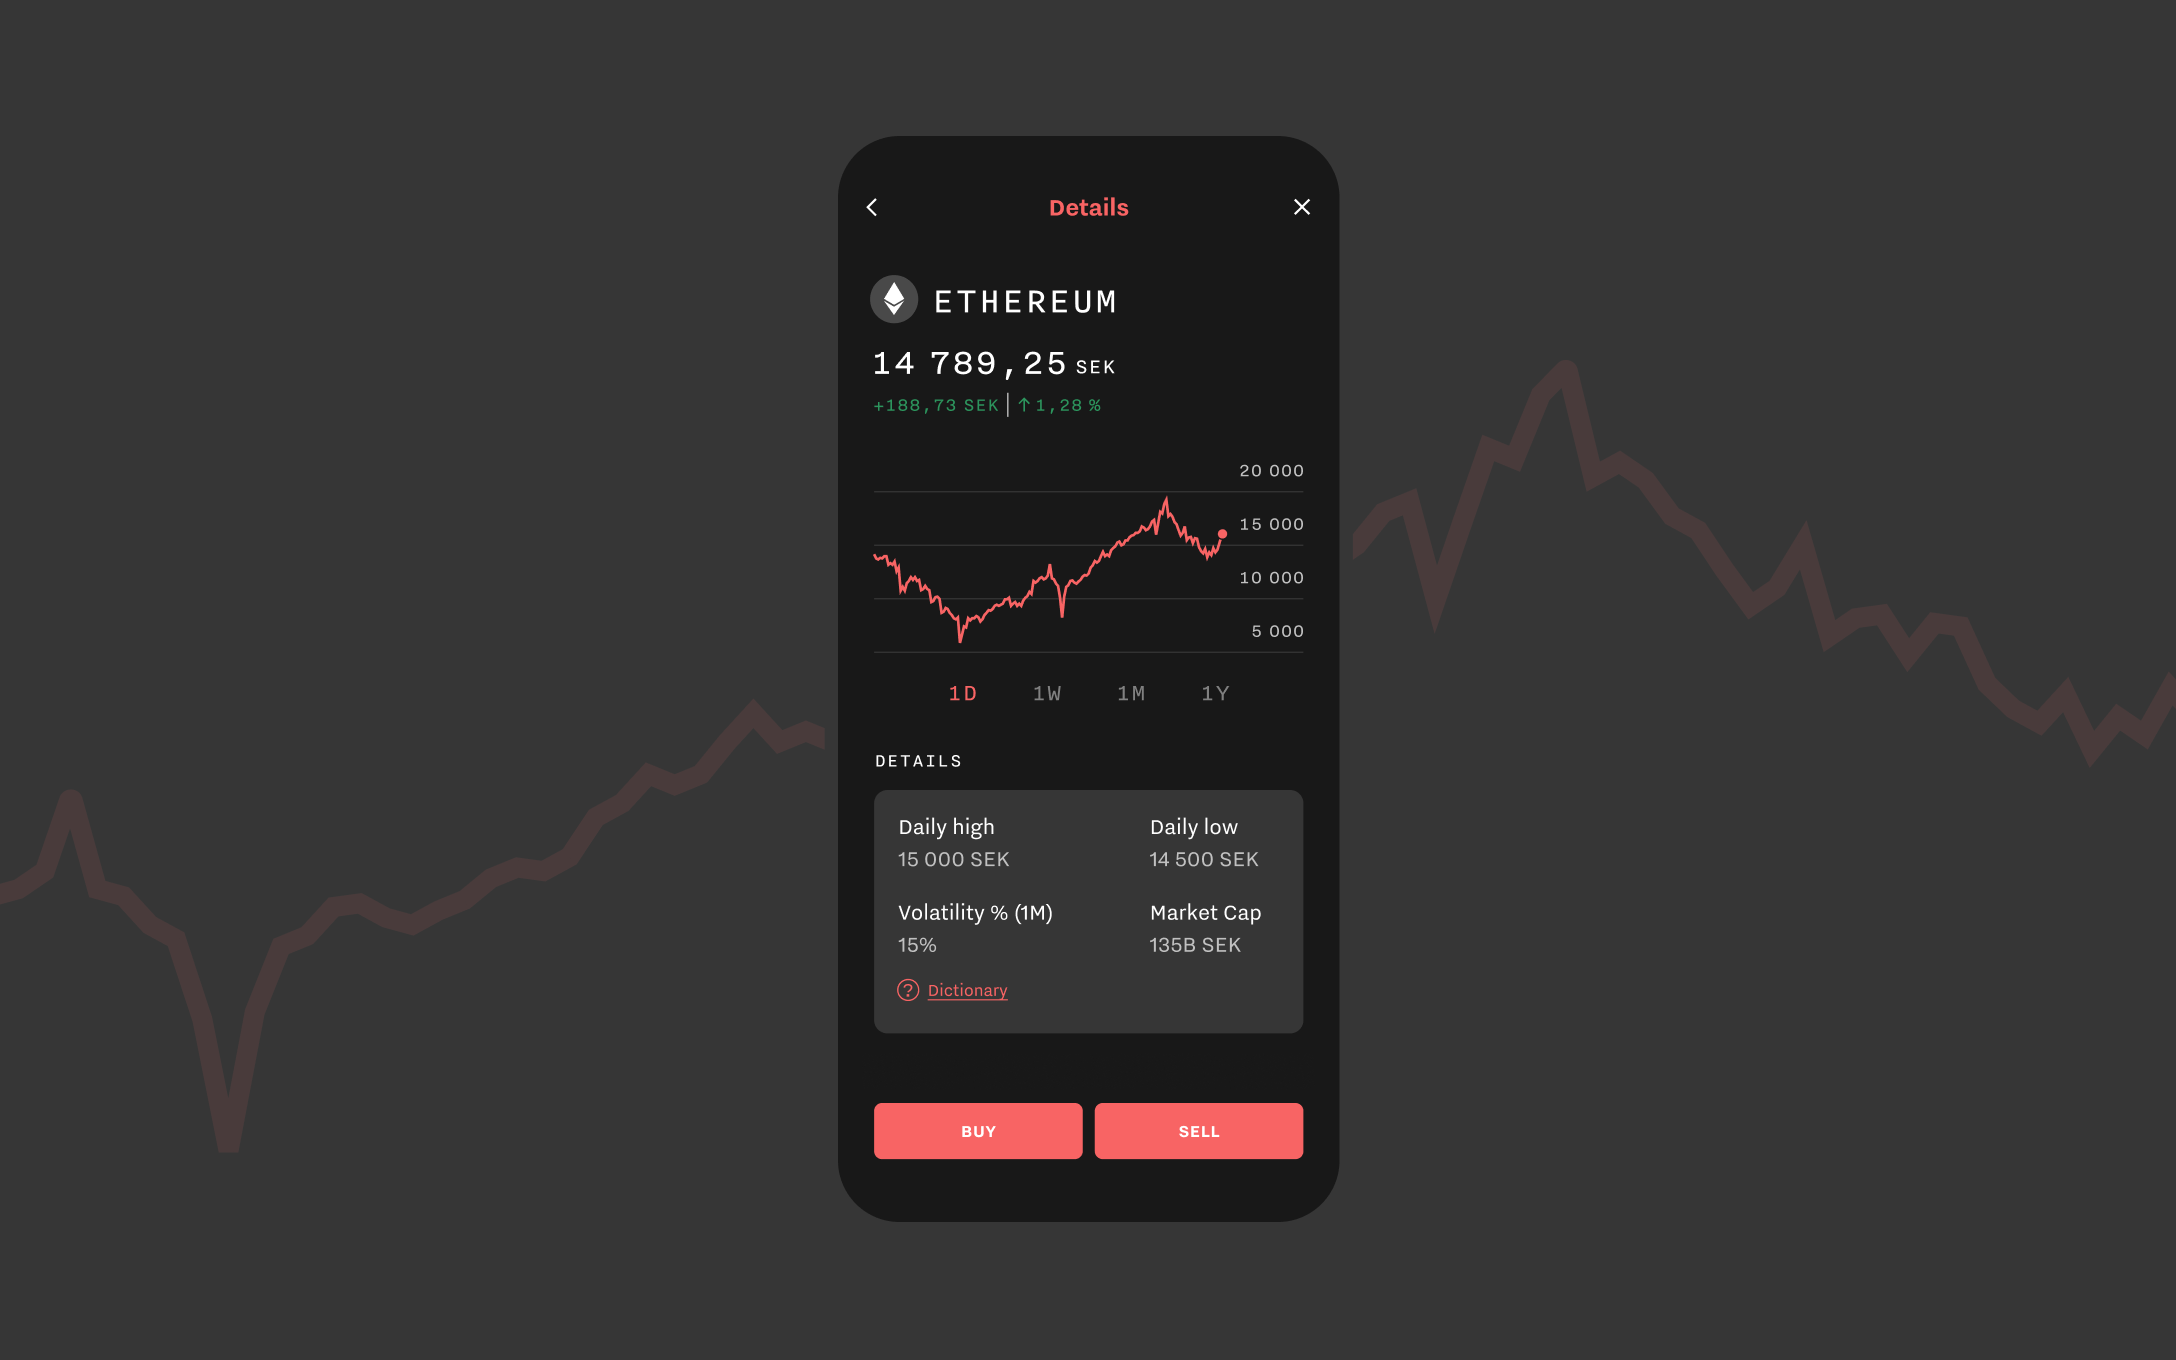 Details
ETHEREUM
14 789,25 SEK
+188,73 SEK | ↑ 1,28 %
20 000
15 000
10 000
5 000
1D 1W 1M 1Y
DETAILS
Daily high Daily low
15 000 SEK 14 500 SEK
Volatility % (1M) Market Cap
15% 135B SEK
? Dictionary
BUY SELL